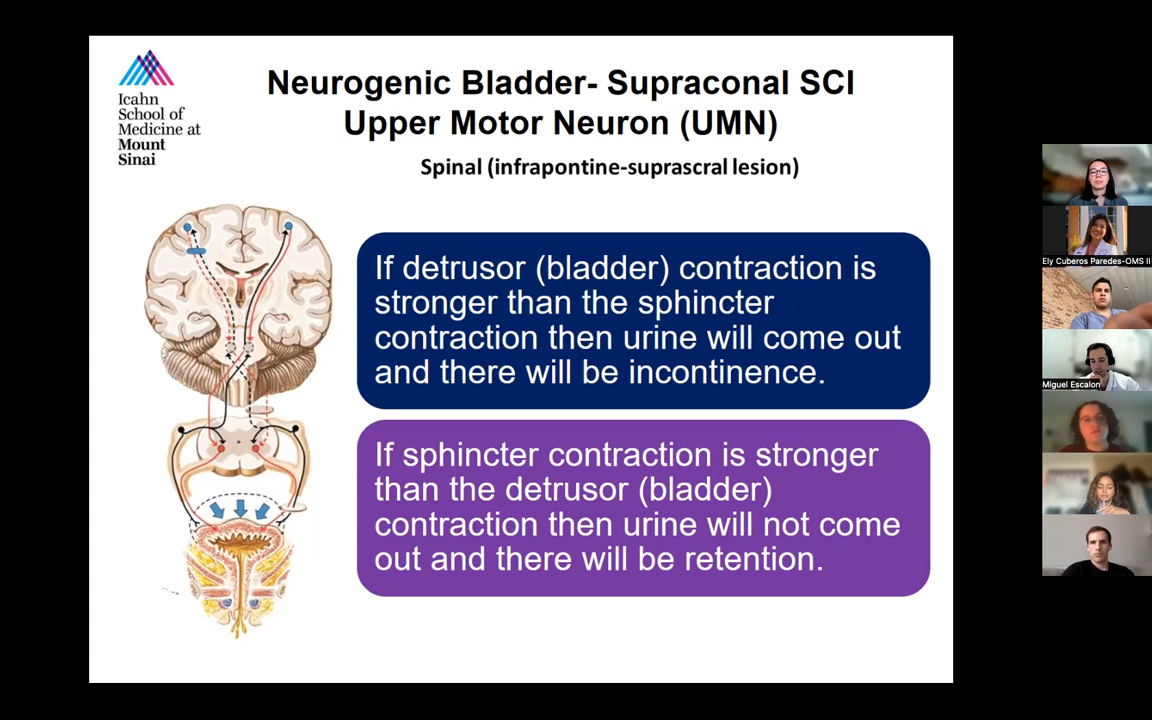 Icahn
School of
Medicine at
Mount
Sinai
Neurogenic Bladder- Supraconal SCI
Upper Motor Neuron (UMN)
Spinal (infrapontine-suprascral lesion)
If detrusor (bladder) contraction is
stronger than the sphincter
contraction then urine will come out
and there will be incontinence.
If sphincter contraction is stronger
than the detrusor (bladder)
contraction then urine will not come
out and there will be retention.
Ely Cuberos Paredes-OMS II
Miguel Escalon